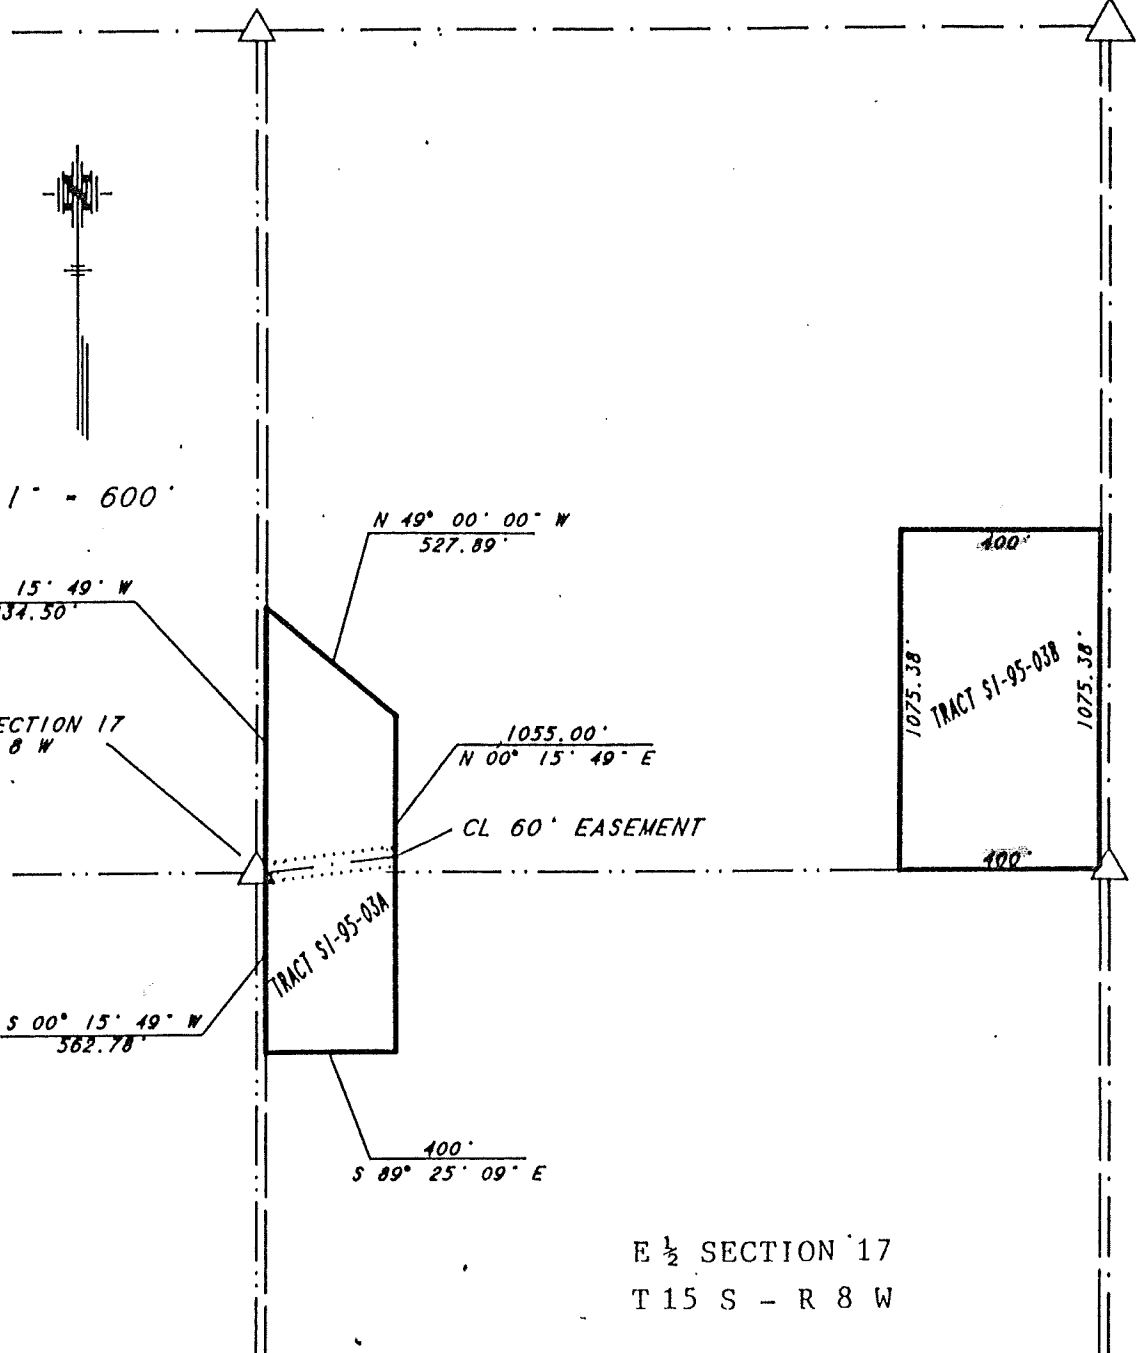 N
1" = 600'
N 49° 00' 00" W
527.89'
15' 49" W
34.50'
ECTION 17
8 W
1055.00'
N 00° 15' 49" E
CL 60' EASEMENT
400'
1075.38'
TRACT S1-95-03B
1075.38'
400'
TRACT S1-95-03A
S 00° 15' 49" W
562.78'
400'
S 89° 25' 09" E
E ½ SECTION 17
T 15 S - R 8 W